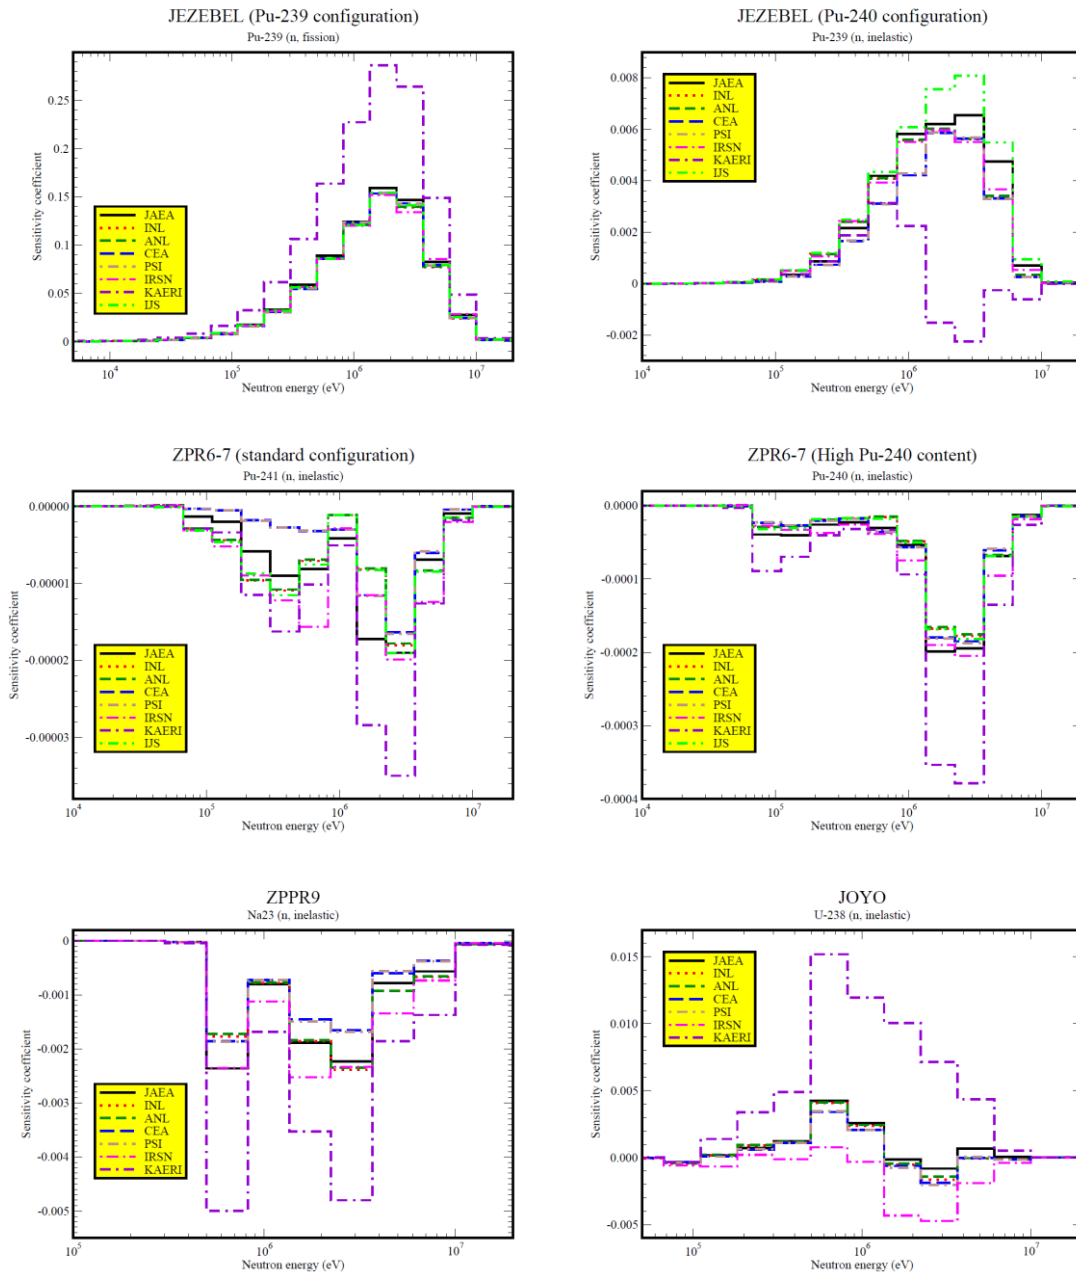 JEZEBEL (Pu-239 configuration)
Pu-239 (n, fission)
Sensitivity coefficient
0.25
0.2
0.15
0.1
0.05
0
JAEA
INL
ANL
CEA
PSI
IRSN
KAERI
IJS
10^4
10^5
10^6
10^7
Neutron energy (eV)
JEZEBEL (Pu-240 configuration)
Pu-239 (n, inelastic)
Sensitivity coefficient
0.008
0.006
0.004
0.002
0
-0.002
JAEA
INL
ANL
CEA
PSI
IRSN
KAERI
IJS
10^4
10^5
10^6
10^7
Neutron energy (eV)
ZPR6-7 (standard configuration)
Pu-241 (n, inelastic)
Sensitivity coefficient
0.00000
-0.00001
-0.00002
-0.00003
JAEA
INL
ANL
CEA
PSI
IRSN
KAERI
IJS
10^4
10^5
10^6
10^7
Neutron energy (eV)
ZPR6-7 (High Pu-240 content)
Pu-240 (n, inelastic)
Sensitivity coefficient
0.0000
-0.0001
-0.0002
-0.0003
-0.0004
JAEA
INL
ANL
CEA
PSI
IRSN
KAERI
IJS
10^4
10^5
10^6
10^7
Neutron energy (eV)
ZPPR9
Na23 (n, inelastic)
Sensitivity coefficient
0
-0.001
-0.002
-0.003
-0.004
-0.005
JAEA
INL
ANL
CEA
PSI
IRSN
KAERI
10^5
10^6
10^7
Neutron energy (eV)
JOYO
U-238 (n, inelastic)
Sensitivity coefficient
0.015
0.010
0.005
0.000
-0.005
JAEA
INL
ANL
CEA
PSI
IRSN
KAERI
10^5
10^6
10^7
Neutron energy (eV)